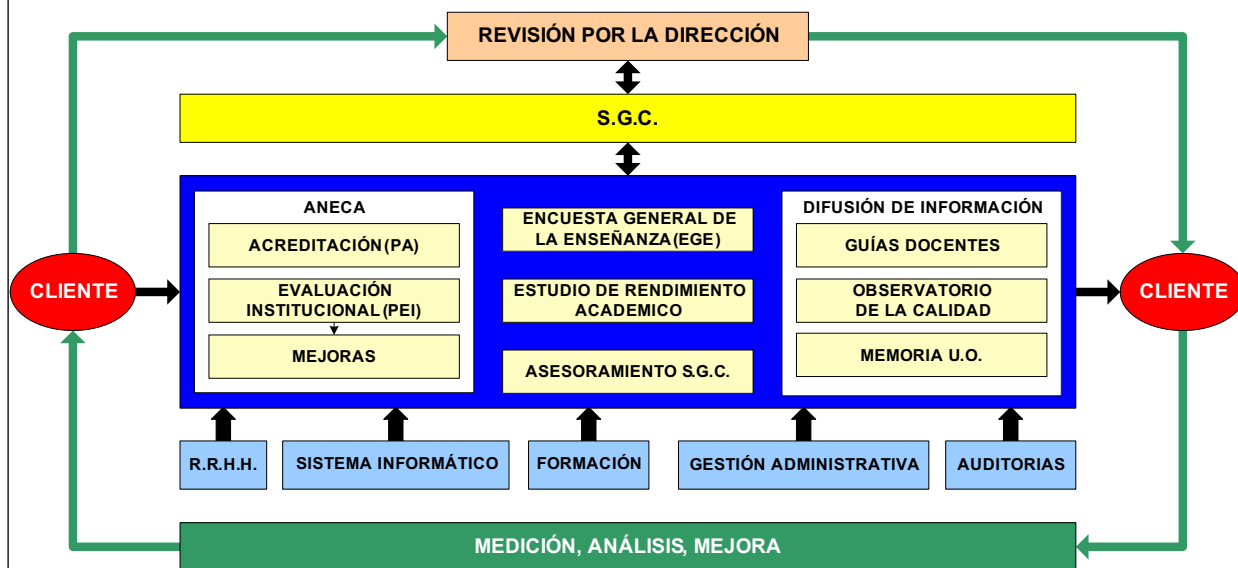 REVISIÓN POR LA DIRECCIÓN
S.G.C.
ANECA
ACREDITACIÓN (PA)
EVALUACIÓN
INSTITUCIONAL (PEI)
MEJORAS
ENCUESTA GENERAL DE
LA ENSEÑANZA (EGE)
ESTUDIO DE RENDIMIENTO
ACADEMICO
ASESORAMIENTO S.G.C.
DIFUSIÓN DE INFORMACIÓN
GUÍAS DOCENTES
OBSERVATORIO
DE LA CALIDAD
MEMORIA U.O.
CLIENTE
CLIENTE
R.R.H.H.
SISTEMA INFORMÁTICO
FORMACIÓN
GESTIÓN ADMINISTRATIVA
AUDITORIAS
MEDICIÓN, ANÁLISIS, MEJORA